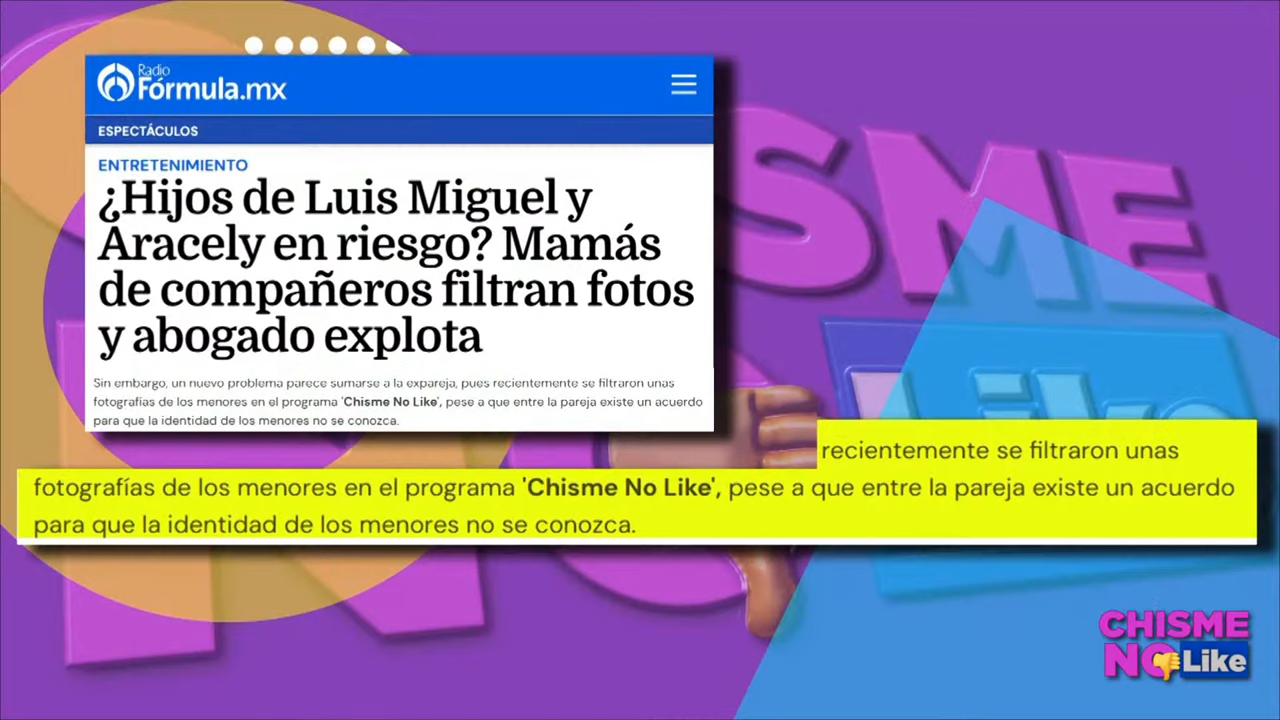 Radio
Fórmula.mx
ESPECTÁCULOS
ENTRETENIMIENTO
¿Hijos de Luis Miguel y
Aracely en riesgo? Mamás
de compañeros filtran fotos
y abogado explota
Sin embargo, un nuevo problema parece sumarse a la expareja, pues recientemente se filtraron unas
fotografías de los menores en el programa 'Chisme No Like', pese a que entre la pareja existe un acuerdo
para que la identidad de los menores no se conozca.
recientemente se filtraron unas
fotografías de los menores en el programa 'Chisme No Like', pese a que entre la pareja existe un acuerdo
para que la identidad de los menores no se conozca.
SME
Like
CHISME
NO Like